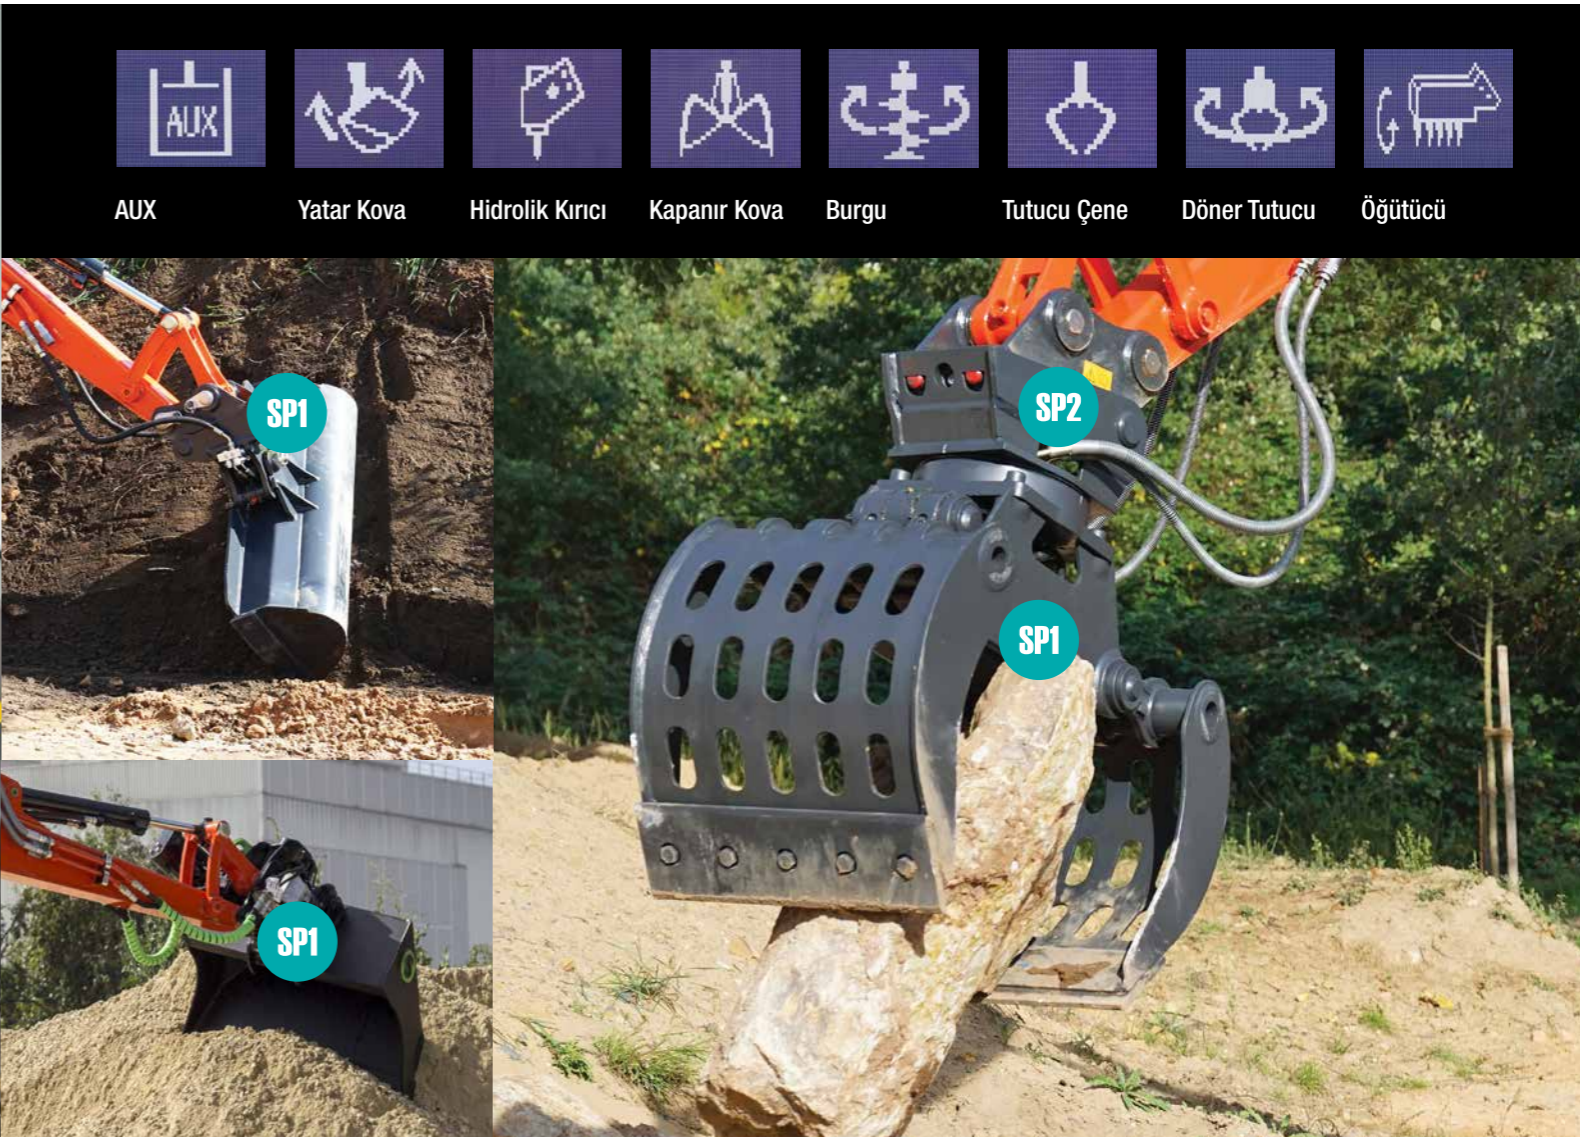 AUX
AUX
Yatar Kova
Hidrolik Kırıcı
Kapanır Kova
Burgu
Tutucu Çene
Döner Tutucu
Öğütücü
SP1
SP2
SP1
SP1